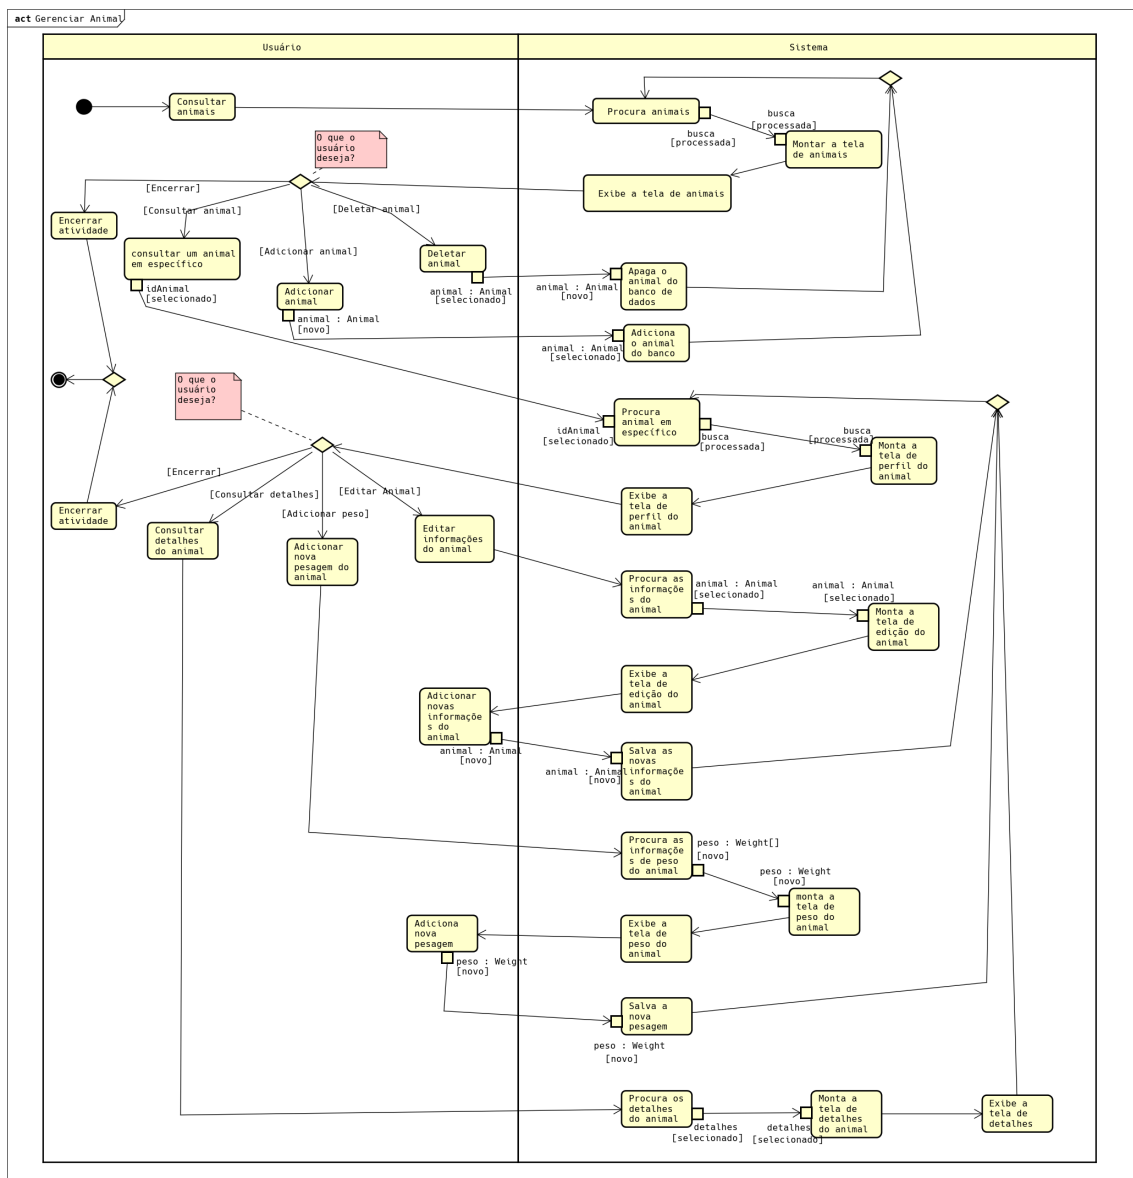 act Gerenciar Animal
Usuário
Sistema
Consultar
animais
Procura animais
busca
[processada]
busca
[processada]
Montar a tela
de animais
O que o
usuário
deseja?
Exibe a tela de animais
[Encerrar]
[Consultar animal]
[Deletar animal]
[Adicionar animal]
Encerrar
atividade
consultar um animal
em específico
idAnimal
[selecionado]
Adicionar
animal
animal : Animal
[novo]
Deletar
animal
animal : Animal
[selecionado]
animal : Animal
[novo]
Apaga o
animal do
banco de
dados
animal : Animal
[selecionado]
Adiciona
o animal
do banco
O que o
usuário
deseja?
idAnimal
[selecionado]
Procura
animal em
específico
busca
[processada]
busca
[processada]
Monta a
tela de
perfil do
animal
[Encerrar]
[Consultar detalhes]
[Adicionar peso]
[Editar Animal]
Exibe a
tela de
perfil do
animal
Encerrar
atividade
Consultar
detalhes
do animal
Adicionar
nova
pesagem do
animal
Editar
informações
do animal
Procura as
informaçõe
s do
animal
animal : Animal
[selecionado]
animal : Animal
[selecionado]
Monta a
tela de
edição do
animal
Exibe a
tela de
edição do
animal
Adicionar
novas
informaçõe
s do
animal
animal : Animal
[novo]
animal : Animal
[novo]
Salva as
novas
informaçõe
s do
animal
Procura as
informaçõe
s de peso
do animal
peso : Weight[]
[novo]
peso : Weight
[novo]
monta a
tela de
peso do
animal
Exibe a
tela de
peso do
animal
Adiciona
nova
pesagem
peso : Weight
[novo]
Salva a
nova
pesagem
peso : Weight
[novo]
Procura os
detalhes
do animal
detalhes
[selecionado]
detalhes
[selecionado]
Monta a
tela de
detalhes
do animal
Exibe a
tela de
detalhes